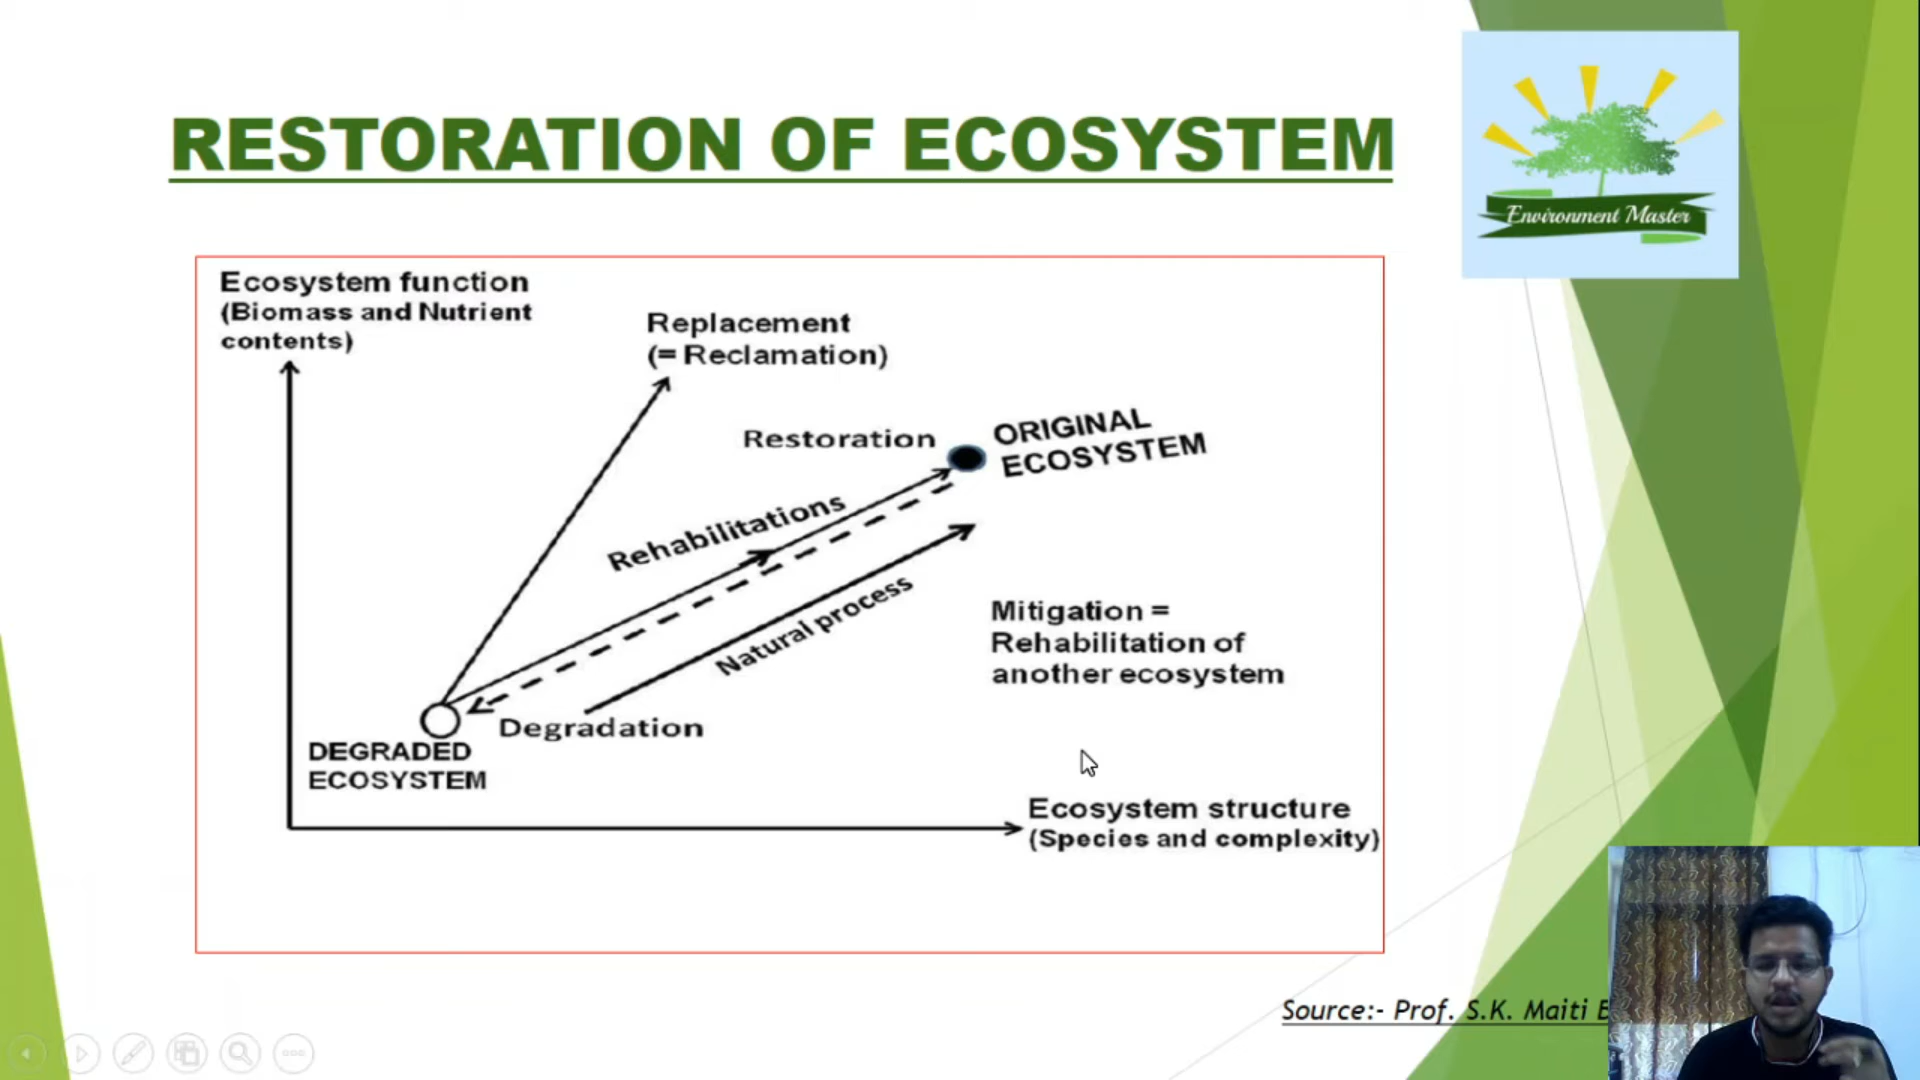 RESTORATION OF ECOSYSTEM
Environment Master
Ecosystem function
(Biomass and Nutrient
contents)
Replacement
(= Reclamation)
Restoration
ORIGINAL
ECOSYSTEM
Rehabilitations
Natural process
Mitigation =
Rehabilitation of
another ecosystem
Degradation
DEGRADED
ECOSYSTEM
Ecosystem structure
(Species and complexity)
Source:- Prof. S.K. Maiti